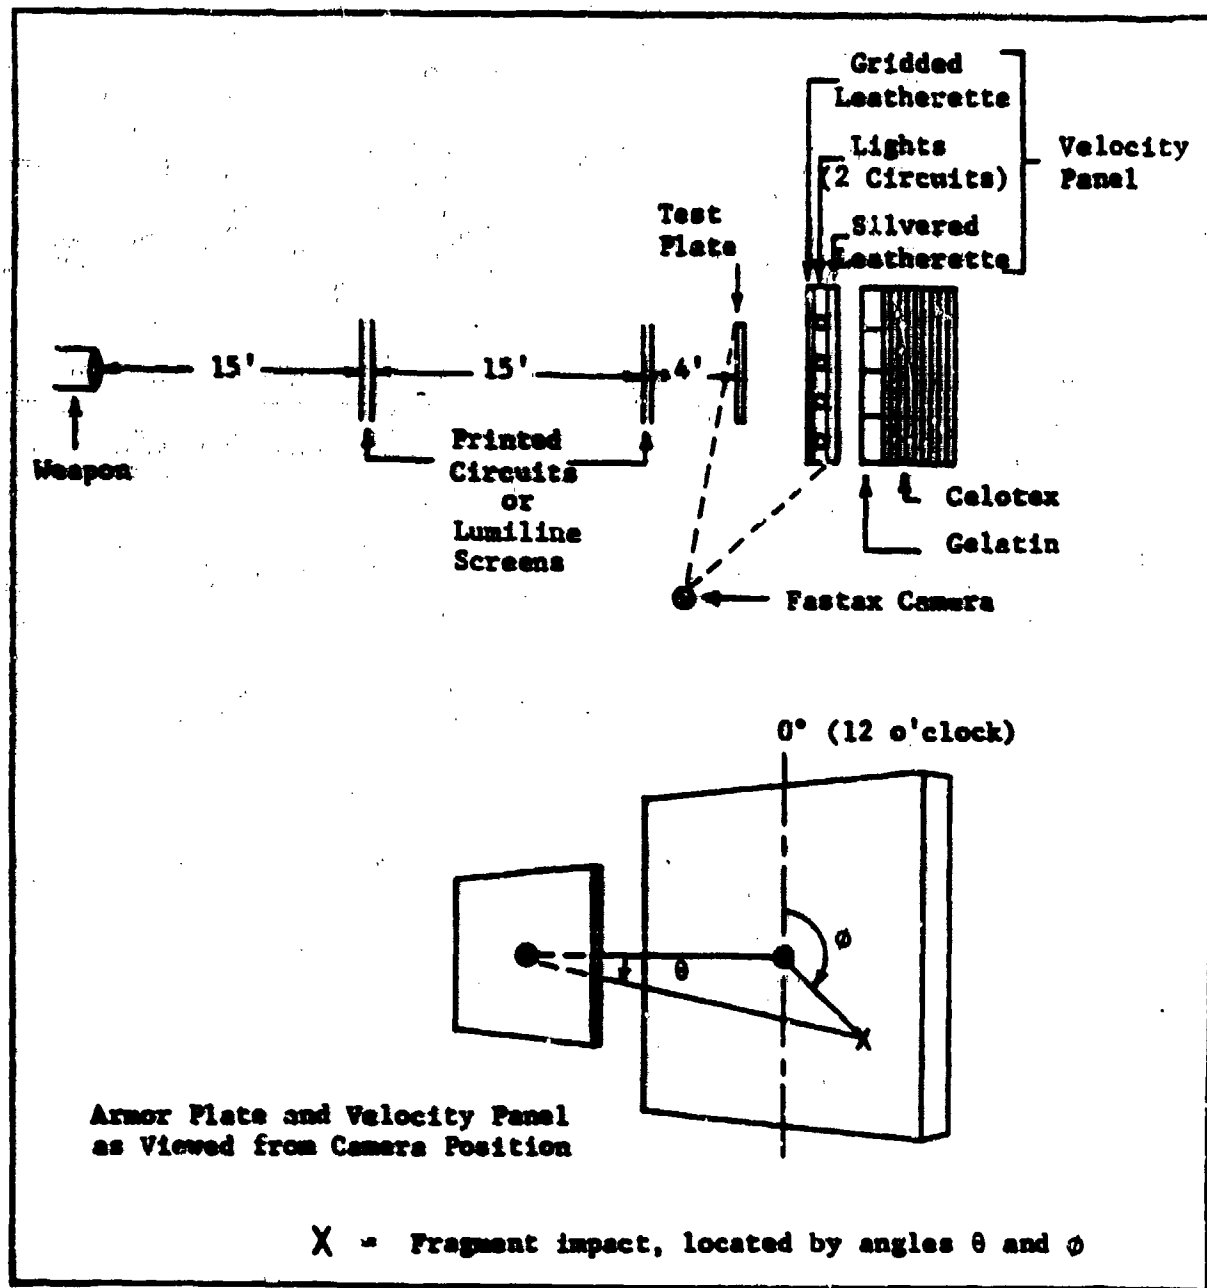 Gridded
Leatherette
Lights
(2 Circuits)
Silvered
Leatherette
Velocity
Panel
Test
Plate
15'
15'
4'
Weapon
Printed
Circuits
or
Lumiline
Screens
Celotex
Gelatin
Fastax Camera
0° (12 o'clock)
ø
θ
X
Armor Plate and Velocity Panel
as Viewed from Camera Position
X = Fragment impact, located by angles θ and ø